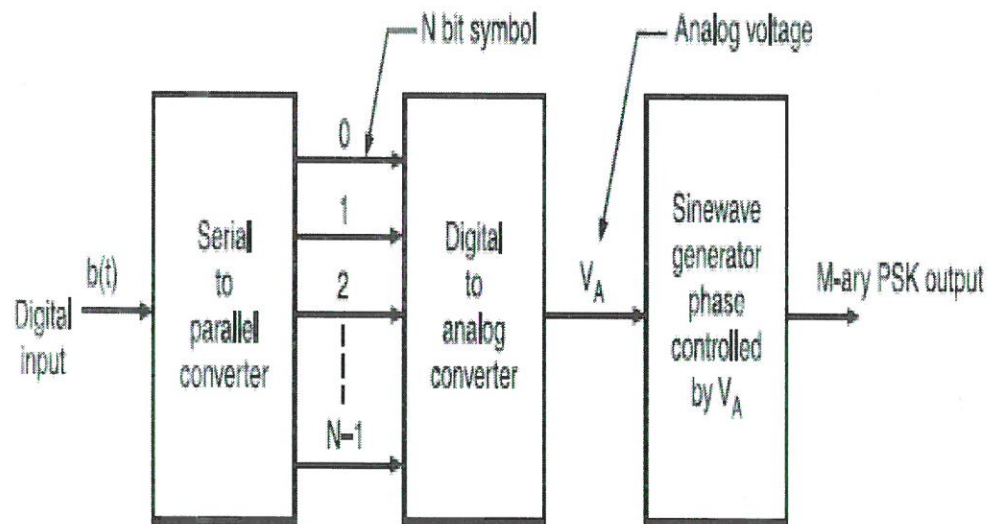 N bit symbol
Analog voltage
b(t)
Digital
input
Serial
to
parallel
converter
0
1
2
N–1
Digital
to
analog
converter
V_A
Sinewave
generator
phase
controlled
by V_A
M-ary PSK output